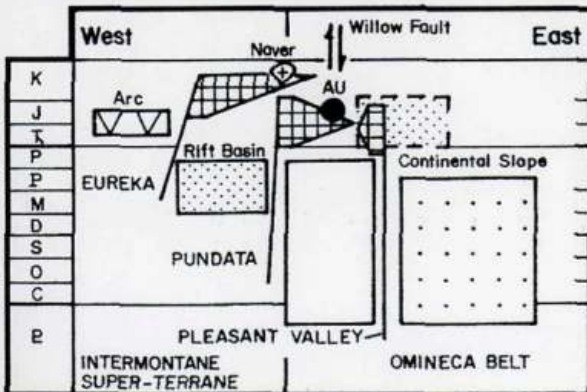 West
East
Naver
Willow Fault
K
Arc
AU
J
Ћ
P
Rift Basin
Continental Slope
P
EUREKA
M
D
S
PUNDATA
O
C
PLEASANT VALLEY
INTERMONTANE
SUPER-TERRANE
OMINECA BELT